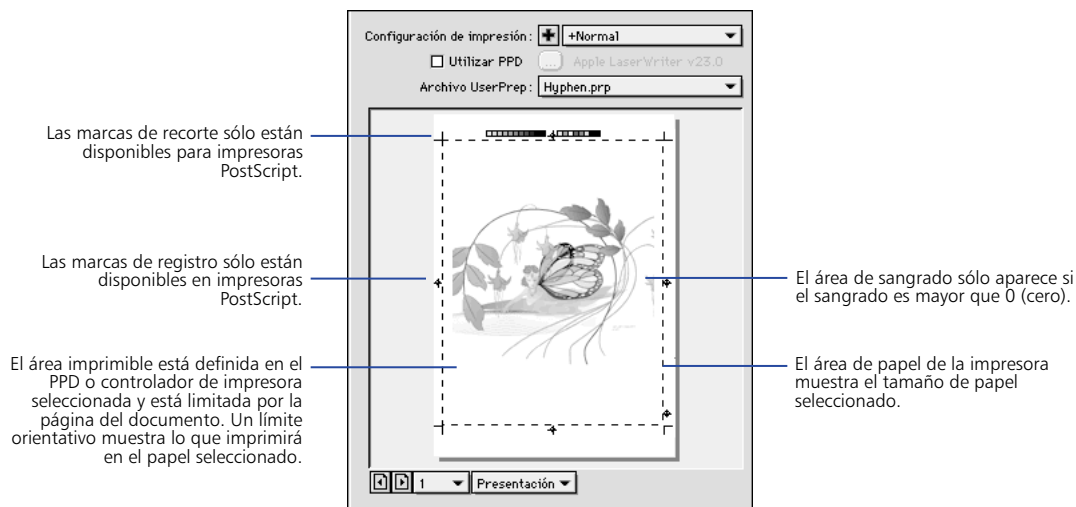 Configuración de impresión: +Normal
Utilizar PPD ... Apple LaserWriter v23.0
Archivo UserPrep: Hyphen.prp
Las marcas de recorte sólo están
disponibles para impresoras
PostScript.
Las marcas de registro sólo están
disponibles en impresoras
PostScript.
El área imprimible está definida en el
PPD o controlador de impresora
seleccionada y está limitada por la
página del documento. Un límite
orientativo muestra lo que imprimirá
en el papel seleccionado.
El área de sangrado sólo aparece si
el sangrado es mayor que 0 (cero).
El área de papel de la impresora
muestra el tamaño de papel
seleccionado.
1 Presentación